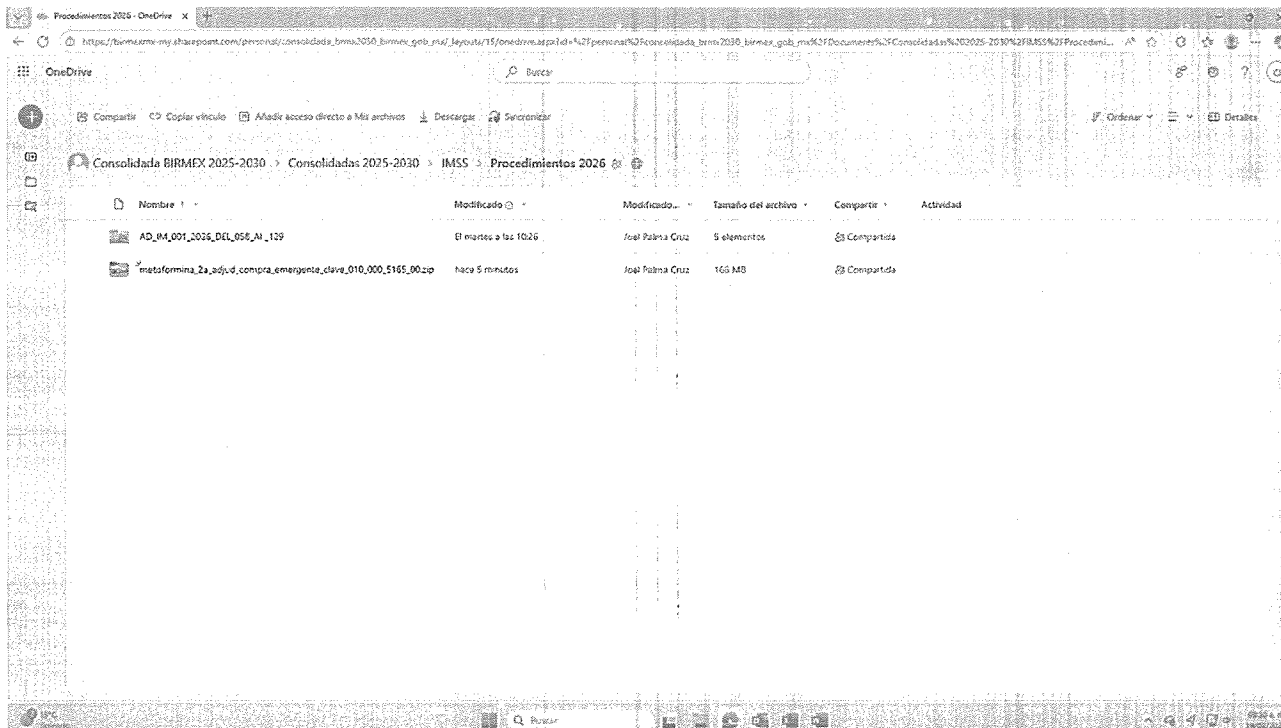 Procedimientos 2026 - OneDrive
OneDrive
Buscar
Compartir Copiar vínculo Añadir acceso directo a Mis archivos Descargar Sincronizar Ordenar Detalles
Consolidada BIRMEX 2025-2030 > Consolidadas 2025-2030 > IMSS > Procedimientos 2026
Nombre Modificado Modificado... Tamaño del archivo Compartir Actividad
El martes a las 10:26 Joel Palma Cruz 5 elementos Compartida
metaformina_2a_adjud_compra_emergente_clave_010_000_5165_00.zip hace 5 minutos Joel Palma Cruz 166 MB Compartida
Buscar